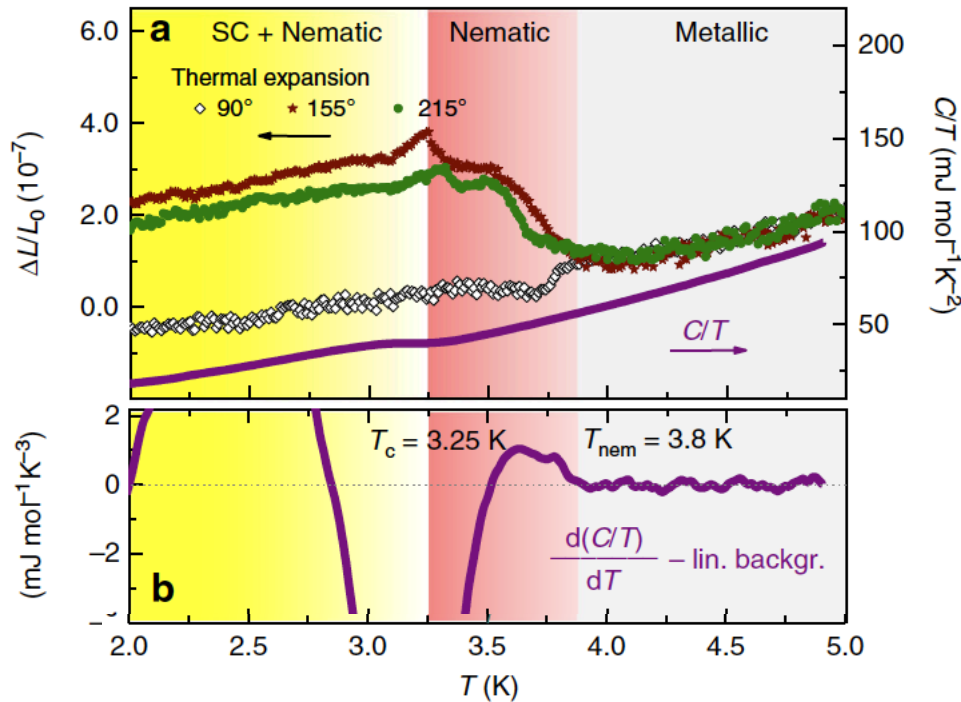 a
SC + Nematic
Nematic
Metallic
Thermal expansion
90° 155° 215°
6.0
4.0
2.0
0.0
ΔL/L₀ (10⁻⁷)
200
150
100
50
C/T (mJ mol⁻¹K⁻²)
C/T
T_c = 3.25 K
T_nem = 3.8 K
2
0
−2
(mJ mol⁻¹K⁻³)
d(C/T)
dT
– lin. backgr.
b
2.0 2.5 3.0 3.5 4.0 4.5 5.0
T (K)